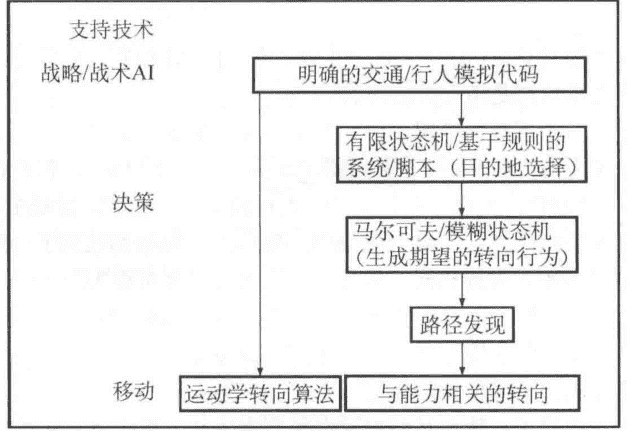 支持技术
战略/战术AI
明确的交通/行人模拟代码
有限状态机/基于规则的
系统/脚本（目的地选择）
决策
马尔可夫/模糊状态机
（生成期望的转向行为）
路径发现
移动
运动学转向算法
与能力相关的转向